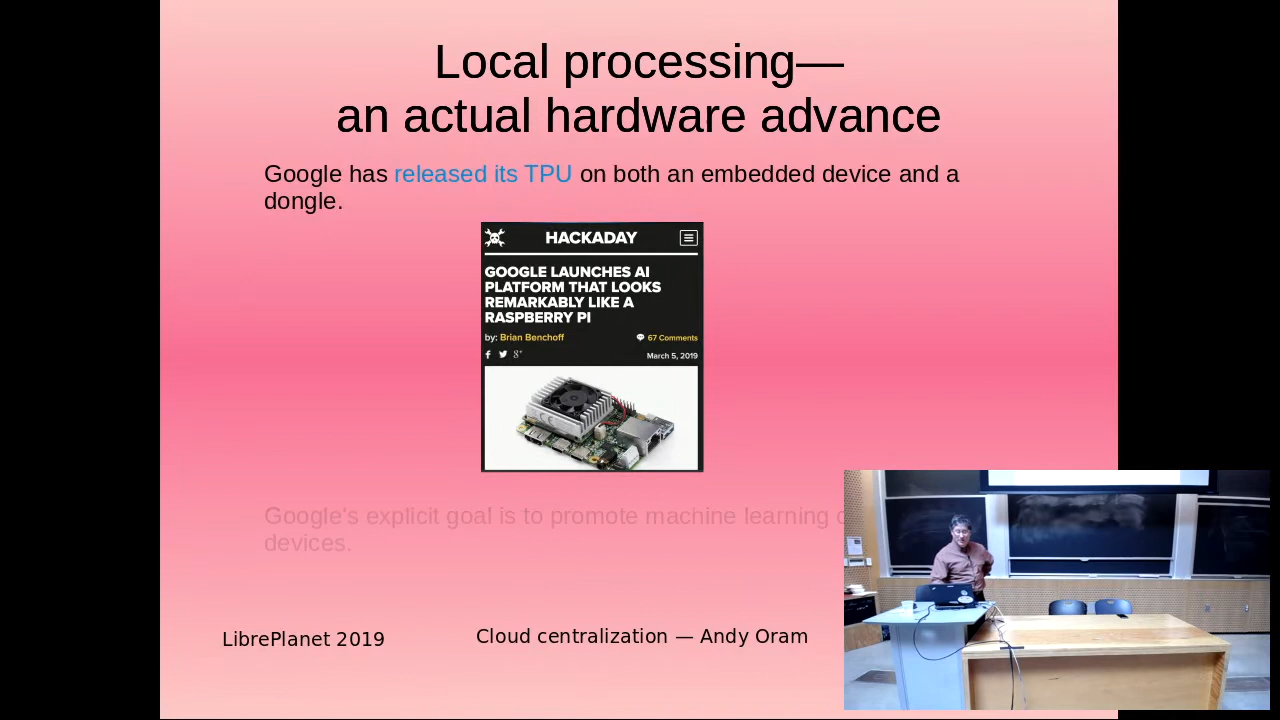 Local processing—
an actual hardware advance
Google has released its TPU on both an embedded device and a
dongle.
HACKADAY
GOOGLE LAUNCHES AI
PLATFORM THAT LOOKS
REMARKABLY LIKE A
RASPBERRY PI
by: Brian Benchoff 67 Comments
March 5, 2019
Google's explicit goal is to promote machine learning
devices.
LibrePlanet 2019
Cloud centralization — Andy Oram